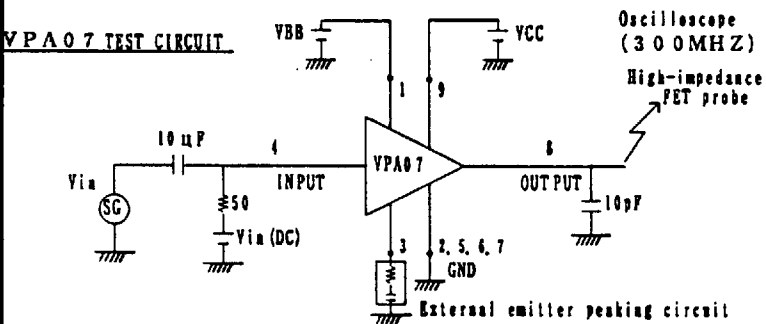 VPA07 TEST CIRCUIT
VBB
VCC
Oscilloscope
(300MHZ)
High-impedance
FET probe
1
9
10uF
4
8
Vin
INPUT
VPA07
OUTPUT
SG
50
10pF
Vin(DC)
3
2, 5, 6, 7
GND
External emitter peaking circuit